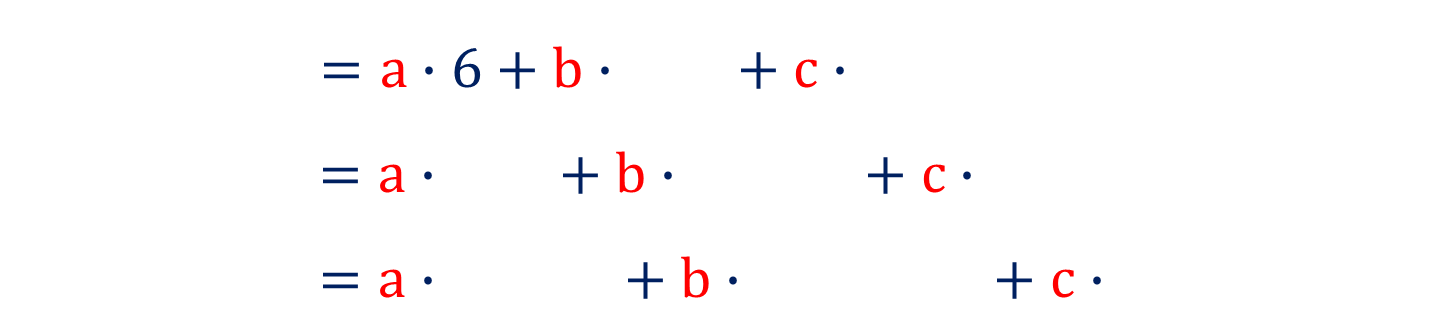 = a · 6 + b · + c ·
= a · + b · + c ·
= a · + b · + c ·